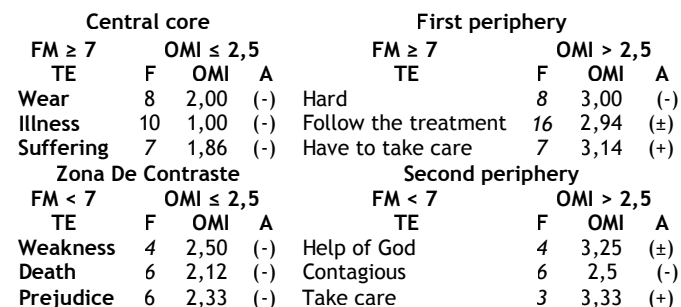 Central core First periphery
FM ≥ 7 OMI ≤ 2,5 FM ≥ 7 OMI > 2,5
TE F OMI A TE F OMI A
Wear 8 2,00 (-) Hard 8 3,00 (-)
Illness 10 1,00 (-) Follow the treatment 16 2,94 (±)
Suffering 7 1,86 (-) Have to take care 7 3,14 (+)
Zona De Contraste Second periphery
FM < 7 OMI ≤ 2,5 FM < 7 OMI > 2,5
TE F OMI A TE F OMI A
Weakness 4 2,50 (-) Help of God 4 3,25 (±)
Death 6 2,12 (-) Contagious 6 2,5 (-)
Prejudice 6 2,33 (-) Take care 3 3,33 (+)